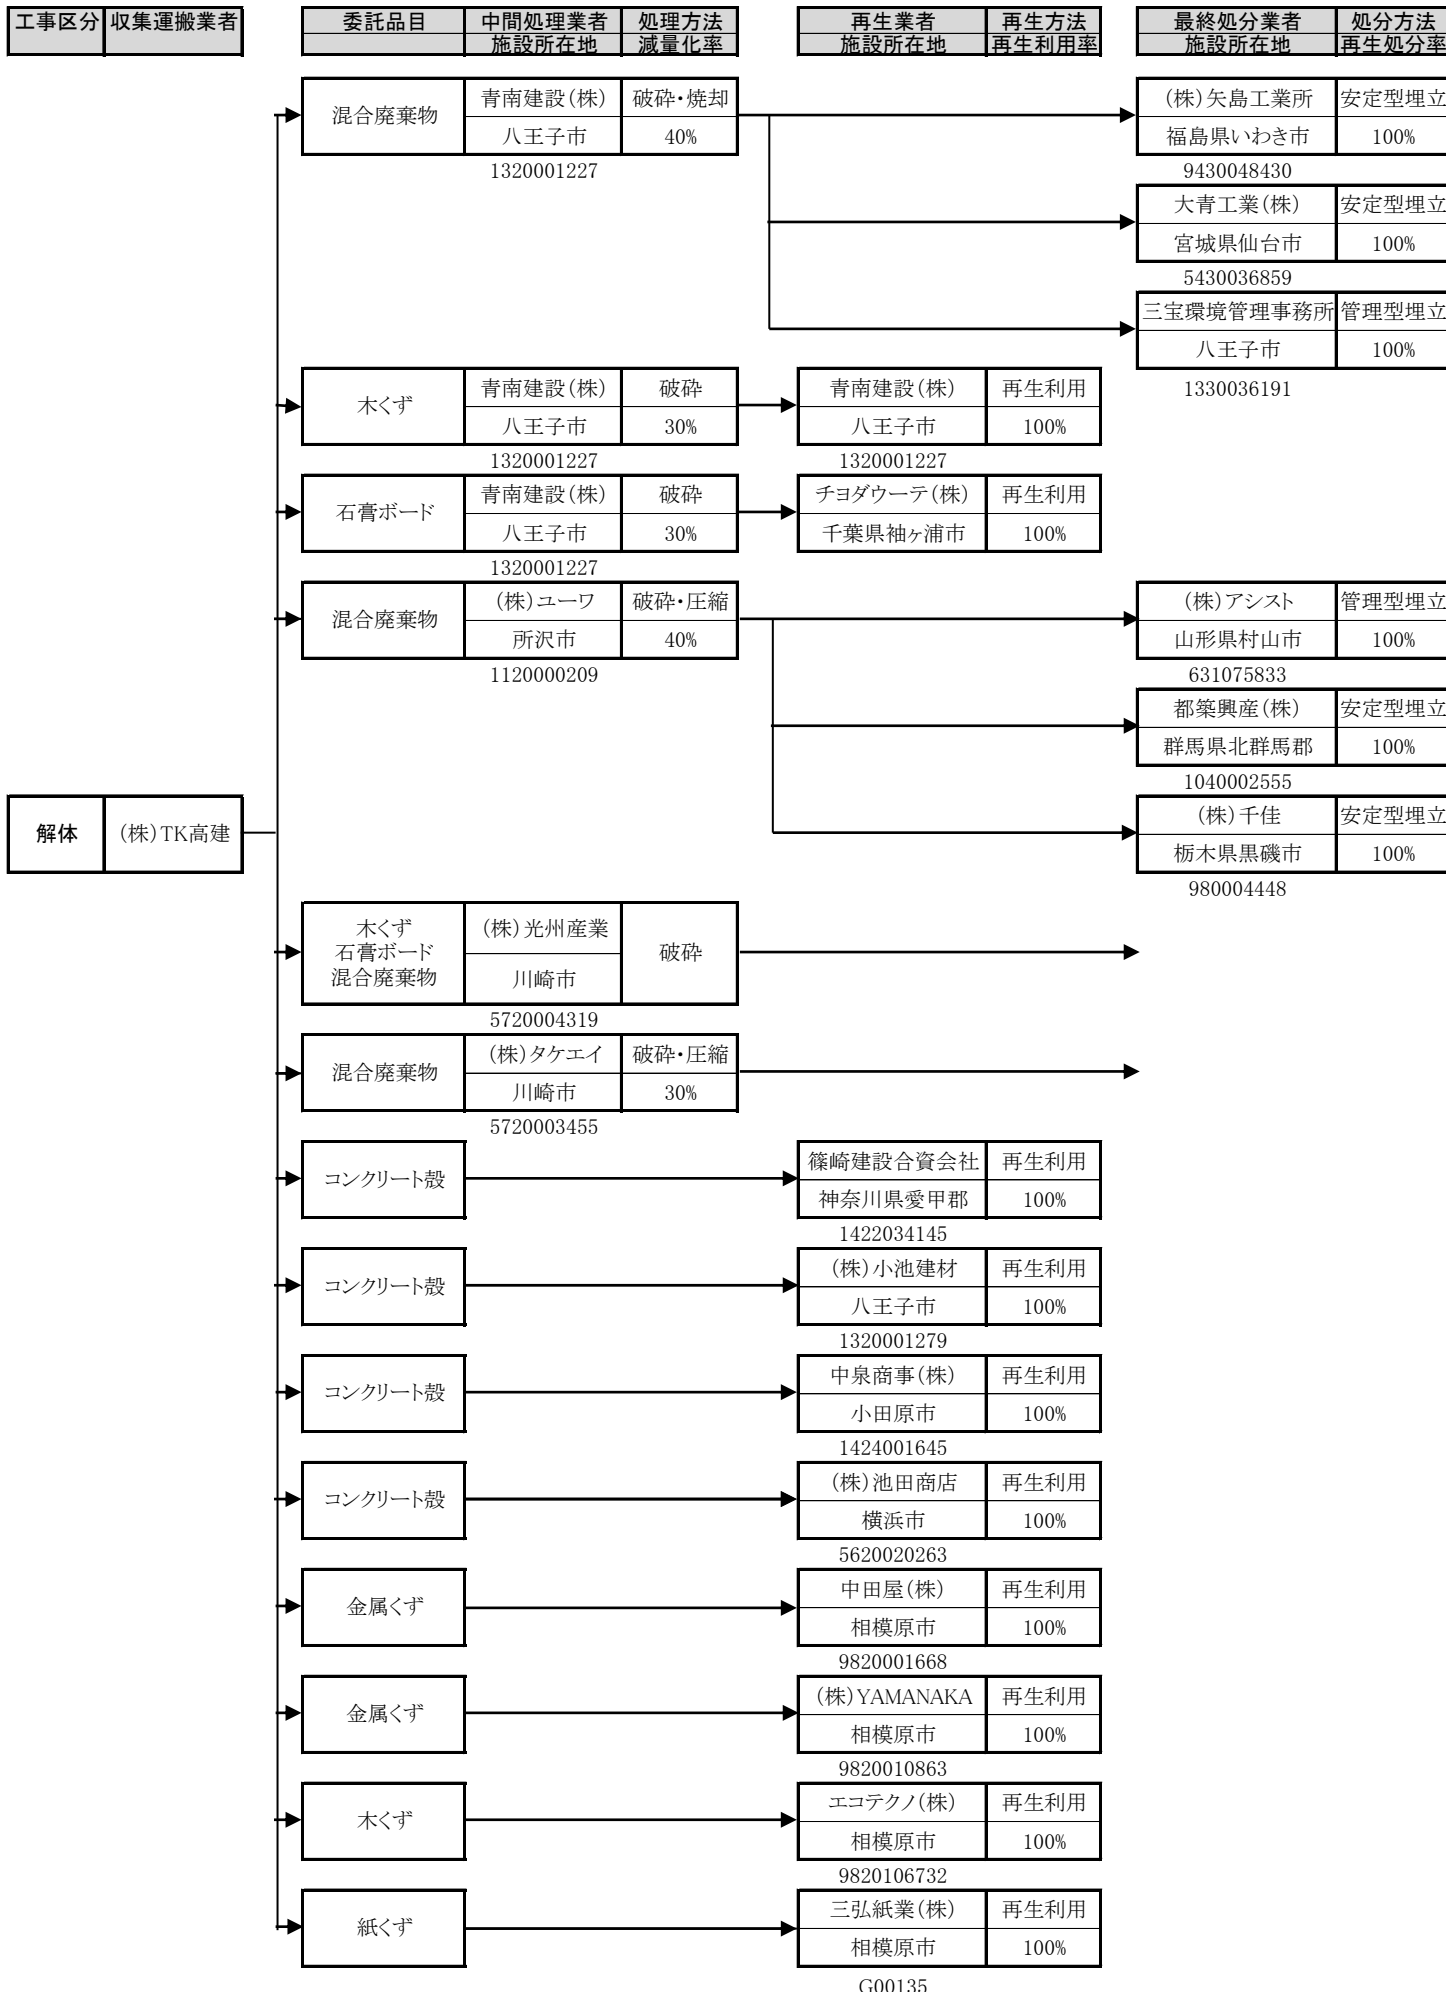 工事区分 収集運搬業者 委託品目 中間処理業者 処理方法 再生業者 再生方法 最終処分業者 処分方法
施設所在地 減量化率 施設所在地 再生利用率 施設所在地 再生処分率
混合廃棄物 青南建設(株) 破砕・焼却 (株)矢島工業所 安定型埋立
八王子市 40% 福島県いわき市 100%
1320001227 9430048430
大青工業(株) 安定型埋立
宮城県仙台市 100%
5430036859
三宝環境管理事務所 管理型埋立
八王子市 100%
1330036191
木くず 青南建設(株) 破砕 青南建設(株) 再生利用
八王子市 30% 八王子市 100%
1320001227 1320001227
石膏ボード 青南建設(株) 破砕 チヨダウーテ(株) 再生利用
八王子市 30% 千葉県袖ヶ浦市 100%
1320001227
混合廃棄物 (株)ユーワ 破砕・圧縮 (株)アシスト 管理型埋立
所沢市 40% 山形県村山市 100%
1120000209 631075833
都築興産(株) 安定型埋立
群馬県北群馬郡 100%
1040002555
解体 (株)TK高建 (株)千佳 安定型埋立
栃木県黒磯市 100%
980004448
木くず (株)光州産業 破砕
石膏ボード
混合廃棄物 川崎市
5720004319
混合廃棄物 (株)タケエイ 破砕・圧縮
川崎市 30%
5720003455
コンクリート殻 篠崎建設合資会社 再生利用
神奈川県愛甲郡 100%
1422034145
コンクリート殻 (株)小池建材 再生利用
八王子市 100%
1320001279
コンクリート殻 中泉商事(株) 再生利用
小田原市 100%
1424001645
コンクリート殻 (株)池田商店 再生利用
横浜市 100%
5620020263
金属くず 中田屋(株) 再生利用
相模原市 100%
9820001668
金属くず (株)YAMANAKA 再生利用
相模原市 100%
9820010863
木くず エコテクノ(株) 再生利用
相模原市 100%
9820106732
紙くず 三弘紙業(株) 再生利用
相模原市 100%
G00135